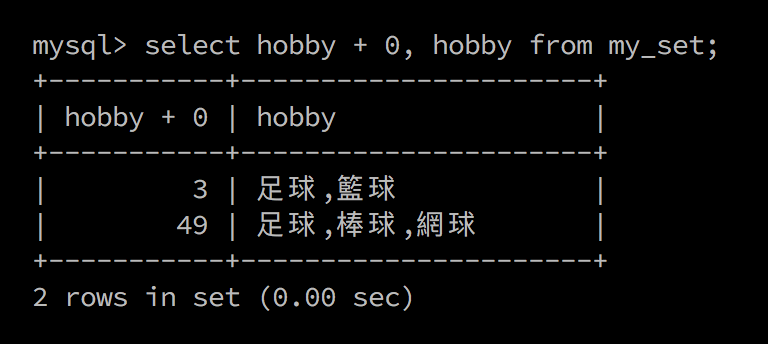 mysql> select hobby + 0, hobby from my_set;
+-----------+----------------------+
| hobby + 0 | hobby                |
+-----------+----------------------+
|         3 | 足球,籃球            |
|        49 | 足球,棒球,網球       |
+-----------+----------------------+
2 rows in set (0.00 sec)